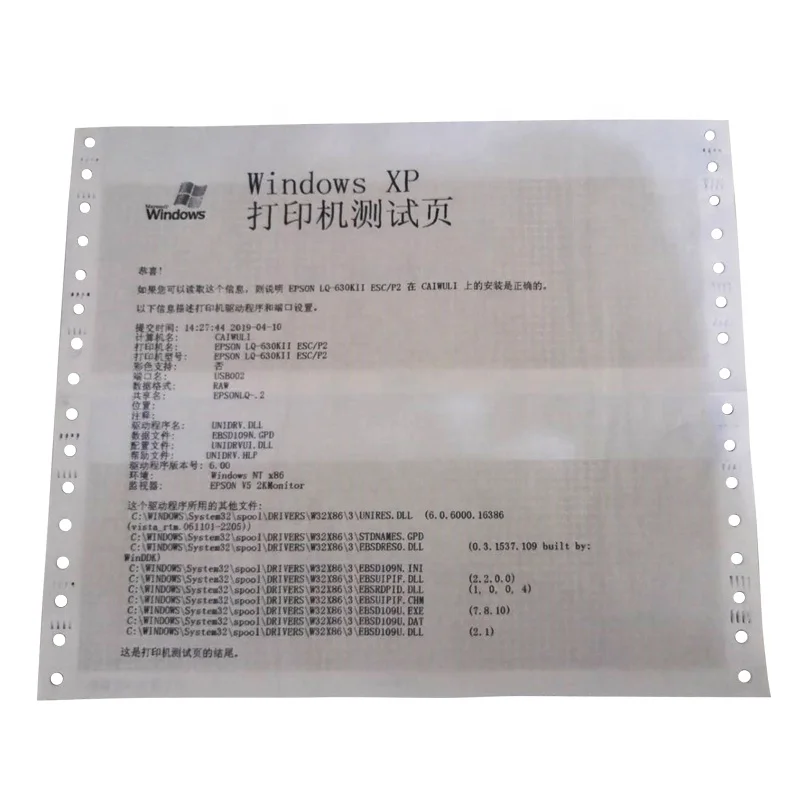 Microsoft
Windows
Windows XP
打印机测试页
恭喜!
如果您可以读取这个信息，则说明 EPSON LQ-630KII ESC/P2 在 CAIWULI 上的安装是正确的。
以下信息描述打印机驱动程序和端口设置。
提交时间: 14:27:44 2019-04-10
计算机名: CAIWULI
打印机名: EPSON LQ-630KII ESC/P2
打印机型号: EPSON LQ-630KII ESC/P2
彩色支持: 否
端口名: USB002
数据格式: RAW
共享名: EPSONLQ-.2
位置:
注释:
驱动程序名: UNIDRV.DLL
数据文件: EBSD109N.GPD
配置文件: UNIDRVUI.DLL
帮助文件: UNIDRV.HLP
驱动程序版本号: 6.00
环境: Windows NT x86
监视器: EPSON V5 2KMonitor
这个驱动程序所用的其他文件:
C:\WINDOWS\System32\spool\DRIVERS\W32X86\3\UNIRES.DLL (6.0.6000.16386
(vista_rtm.061101-2205))
C:\WINDOWS\System32\spool\DRIVERS\W32X86\3\STDNAMES.GPD
C:\WINDOWS\System32\spool\DRIVERS\W32X86\3\EBSDRES0.DLL (0.3.1537.109 built by:
WinDDK)
C:\WINDOWS\System32\spool\DRIVERS\W32X86\3\EBSD109N.INI
C:\WINDOWS\System32\spool\DRIVERS\W32X86\3\EBSUIPIF.DLL (2.2.0.0)
C:\WINDOWS\System32\spool\DRIVERS\W32X86\3\EBSRDPID.DLL (1, 0, 0, 4)
C:\WINDOWS\System32\spool\DRIVERS\W32X86\3\EBSUIPIF.CHM
C:\WINDOWS\System32\spool\DRIVERS\W32X86\3\EBSD109U.EXE (7.8.10)
C:\WINDOWS\System32\spool\DRIVERS\W32X86\3\EBSD109U.DAT
C:\WINDOWS\System32\spool\DRIVERS\W32X86\3\EBSD109U.DLL (2.1)
这是打印机测试页的结尾。